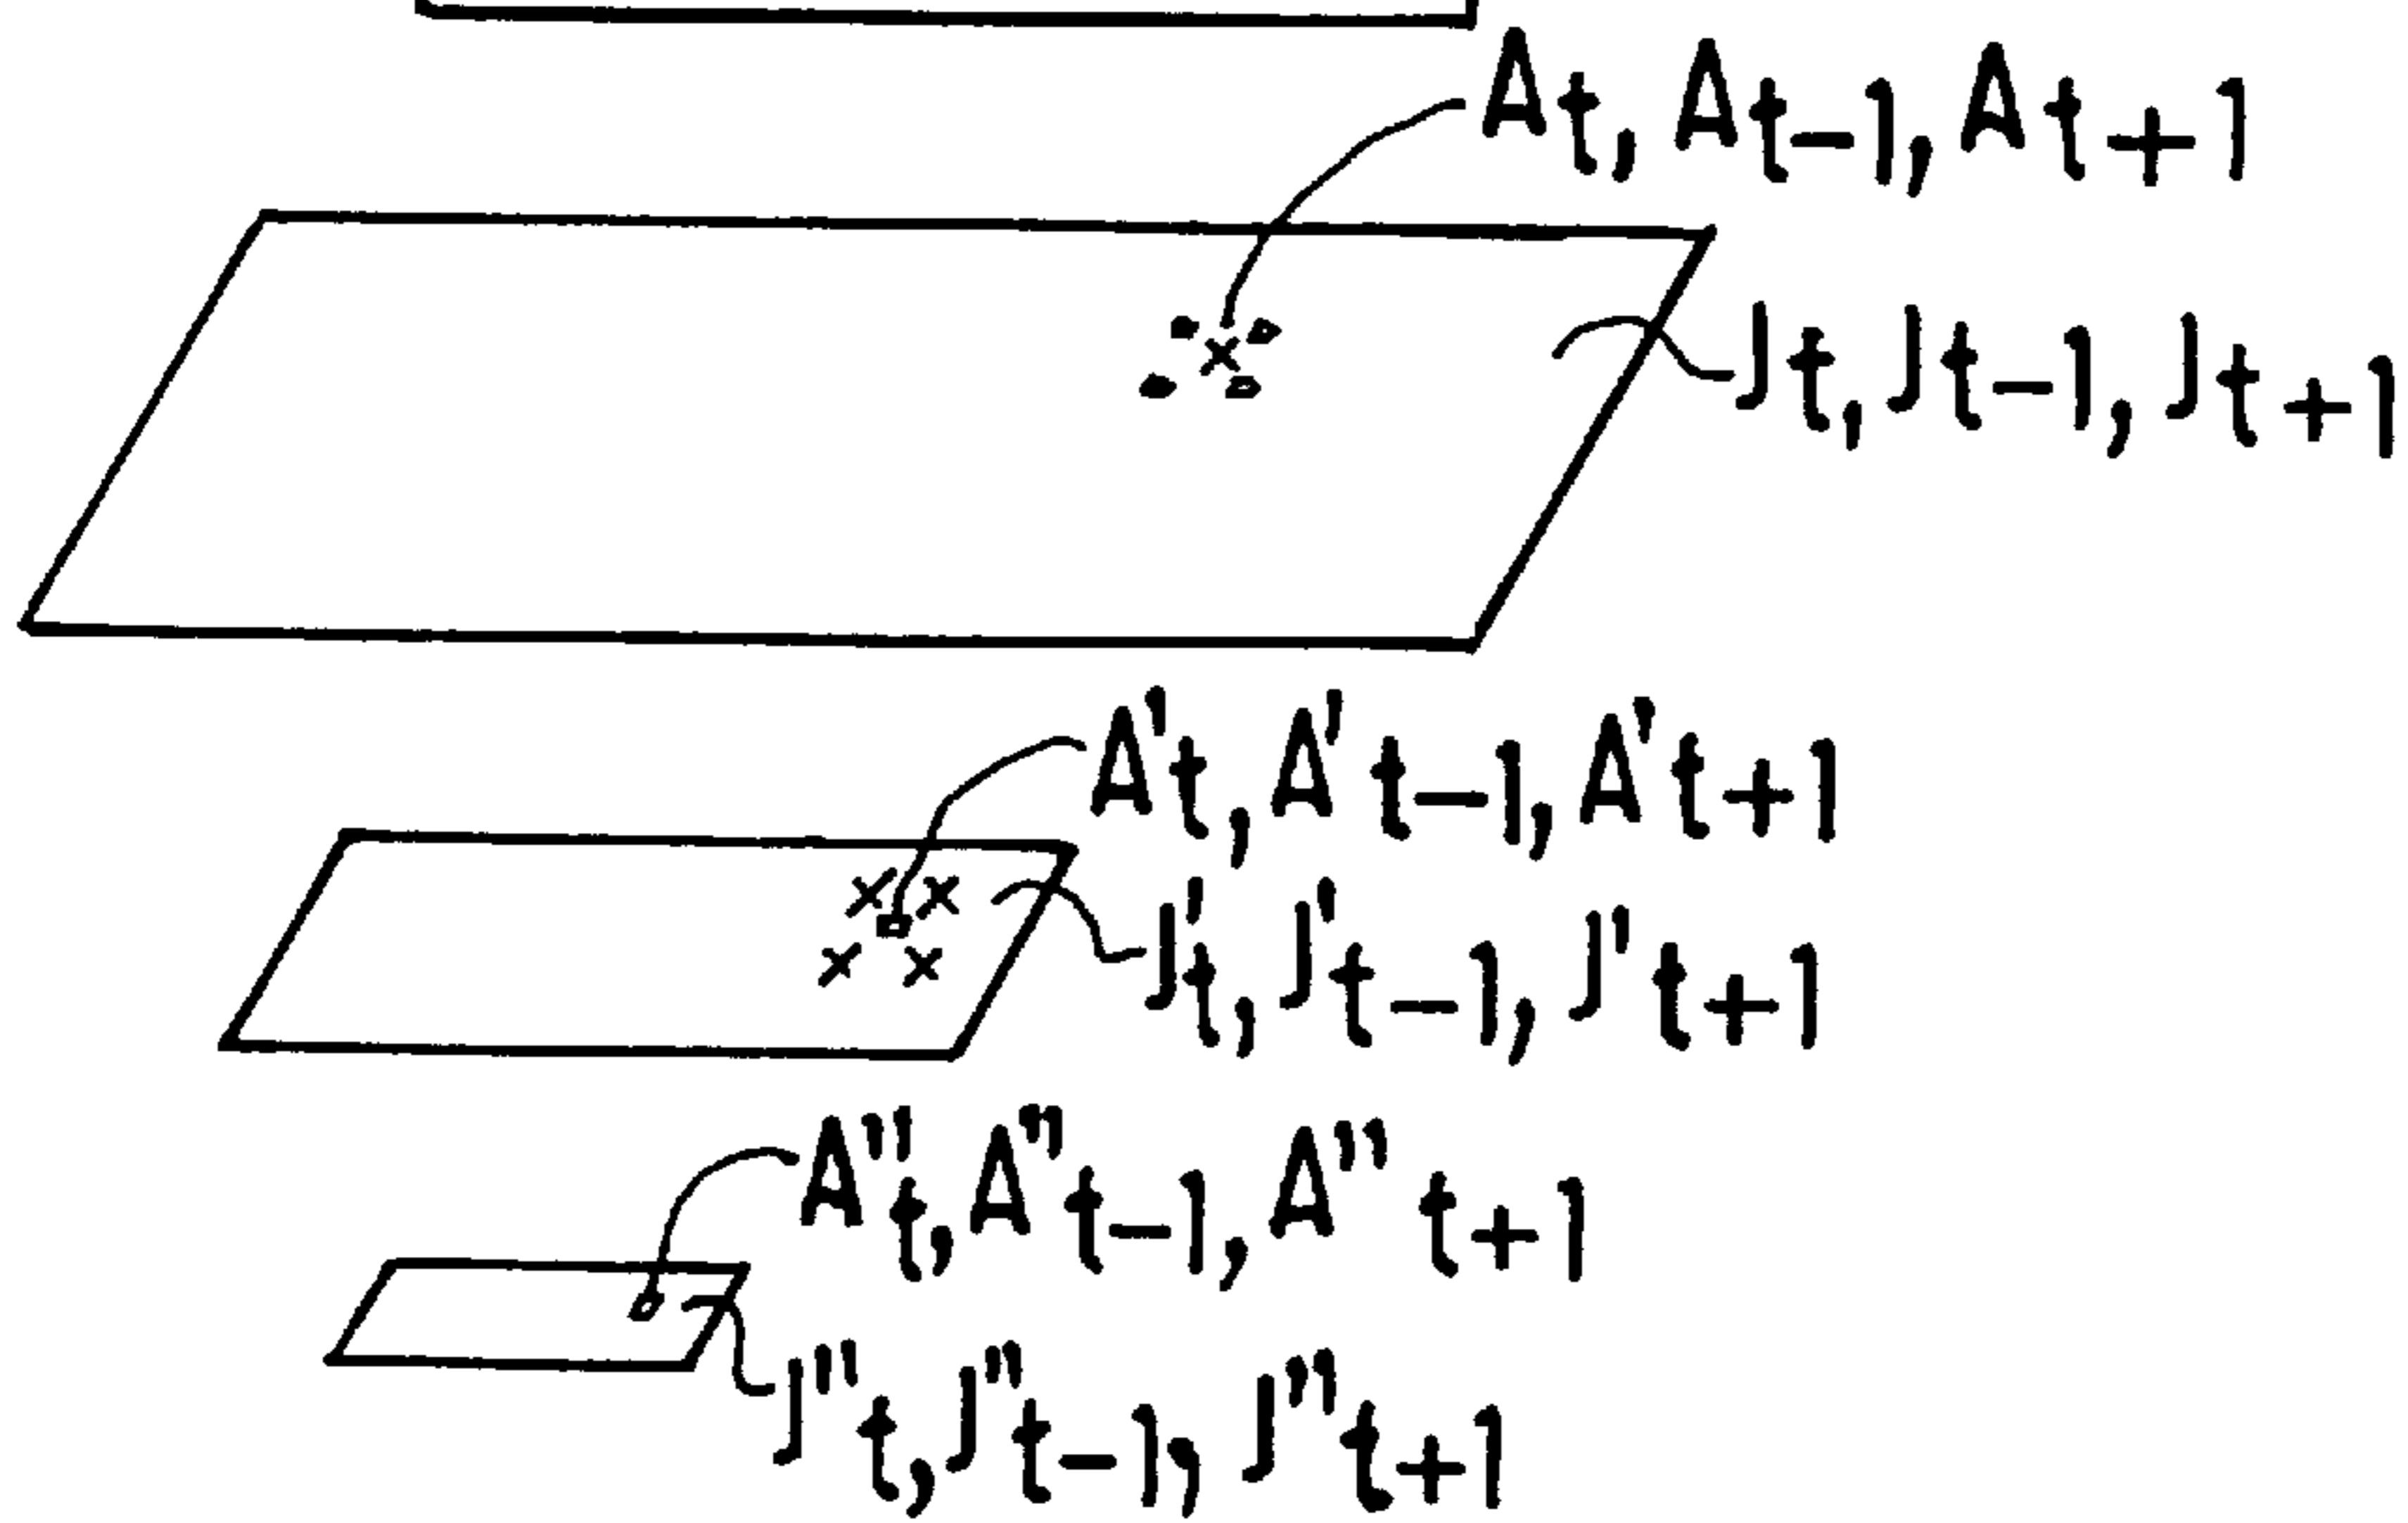 At, At-1, At+1
Jt, Jt-1, Jt+1
A't, A't-1, A't+1
J't, J't-1, J't+1
A"t, A"t-1, A"t+1
J"t, J"t-1, J"t+1